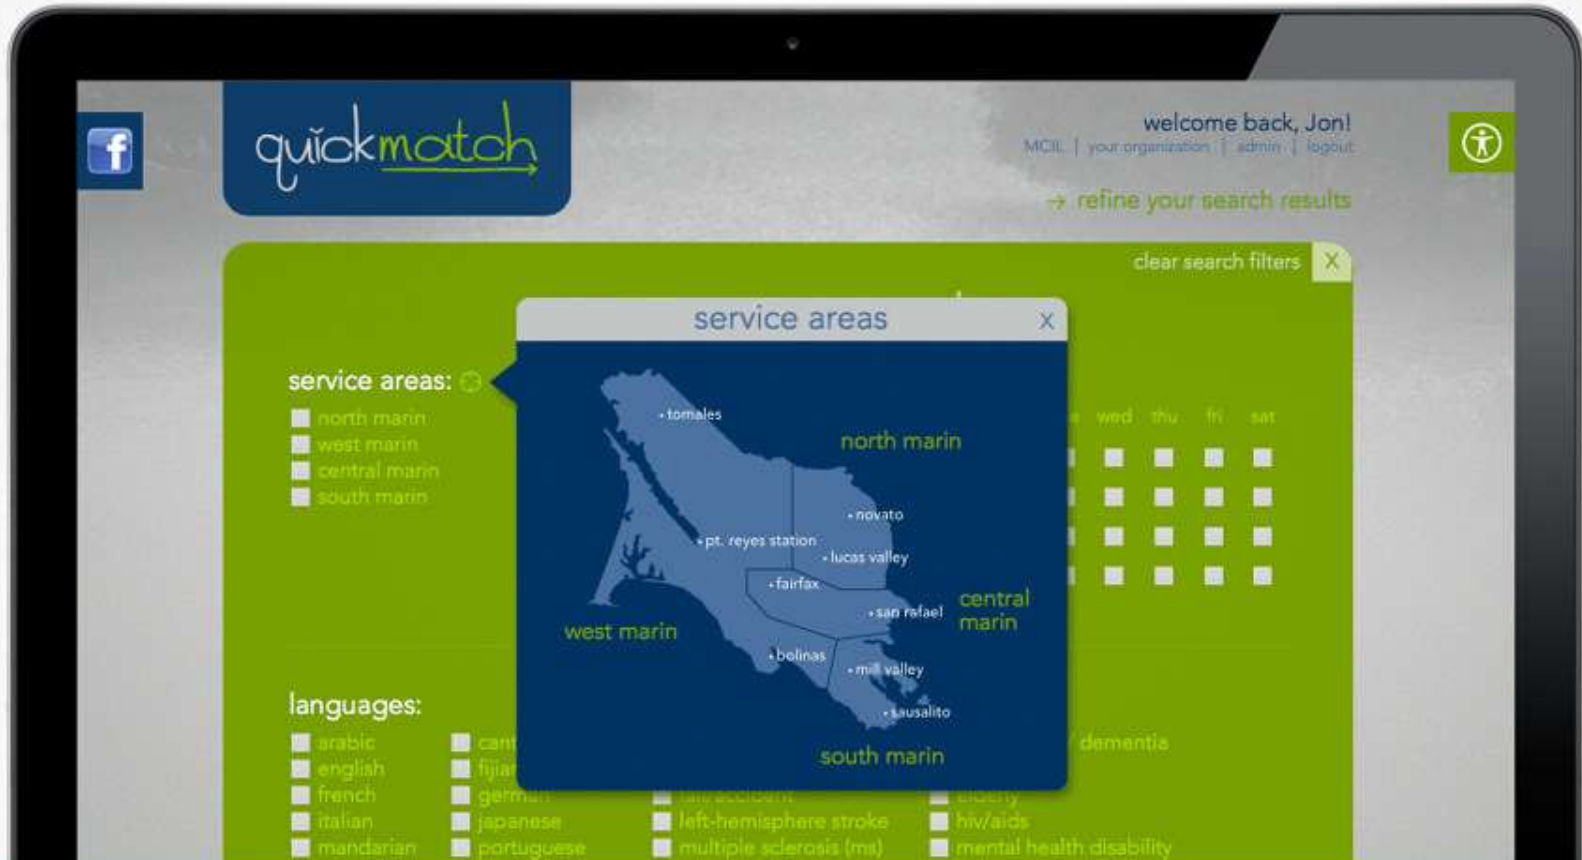 quickmatch
welcome back, Jon!
MCIL | your organization | admin | logout
→ refine your search results
clear search filters X
service areas X
service areas:
north marin
west marin
central marin
south marin
wed thu fri sat
tomales
north marin
novato
pt. reyes station
lucas valley
fairfax
san rafael
central
marin
west marin
bolinas
mill valley
sausalito
south marin
languages:
arabic
dementia
english
french
german
elderly
italian japanese left-hemisphere stroke hiv/aids
mandarian portuguese multiple sclerosis (ms) mental health disability